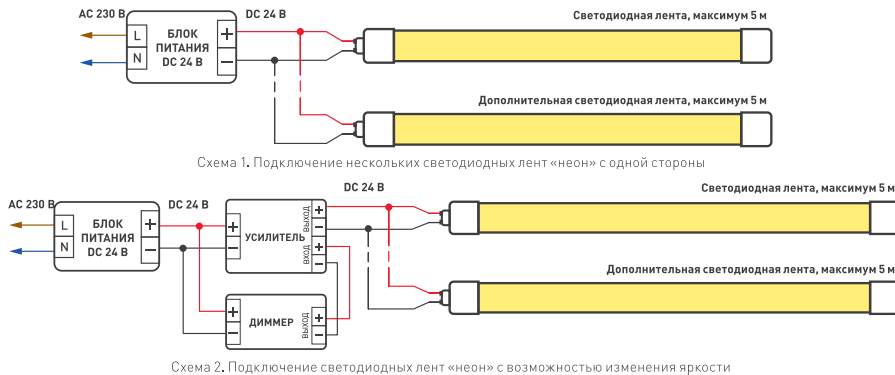 AC 230 В
DC 24 В
Светодиодная лента, максимум 5 м
L
N
БЛОК
ПИТАНИЯ
DC 24 В
+
−
Дополнительная светодиодная лента, максимум 5 м
Схема 1. Подключение нескольких светодиодных лент «неон» с одной стороны
AC 230 В
DC 24 В
DC 24 В
Светодиодная лента, максимум 5 м
L
N
БЛОК
ПИТАНИЯ
DC 24 В
+
−
+
−
УСИЛИТЕЛЬ
ВЫХОД
+
−
ВХОД
+
−
Дополнительная светодиодная лента, максимум 5 м
+
−
ДИММЕР
ВЫХОД
+
−
Схема 2. Подключение светодиодных лент «неон» с возможностью изменения яркости